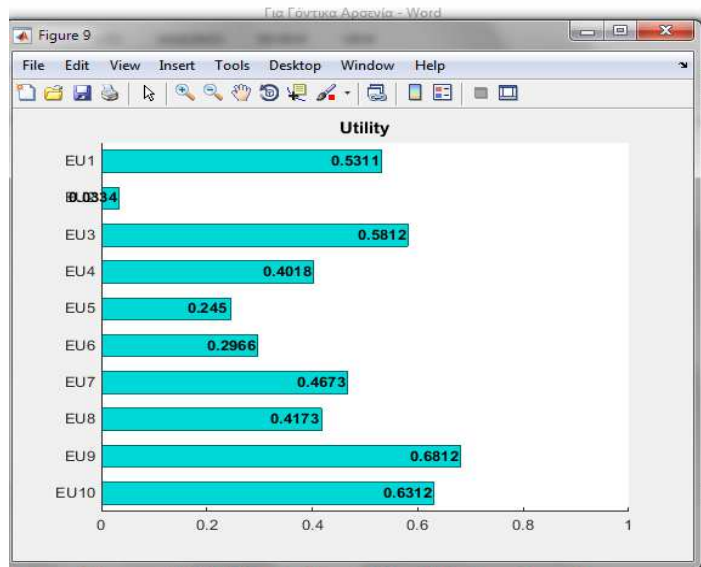 Για Γόντικα Αρσενία - Word
Figure 9
File Edit View Insert Tools Desktop Window Help
Utility
EU1 0.5311
0.0334
EU3 0.5812
EU4 0.4018
EU5 0.245
EU6 0.2966
EU7 0.4673
EU8 0.4173
EU9 0.6812
EU10 0.6312
0 0.2 0.4 0.6 0.8 1